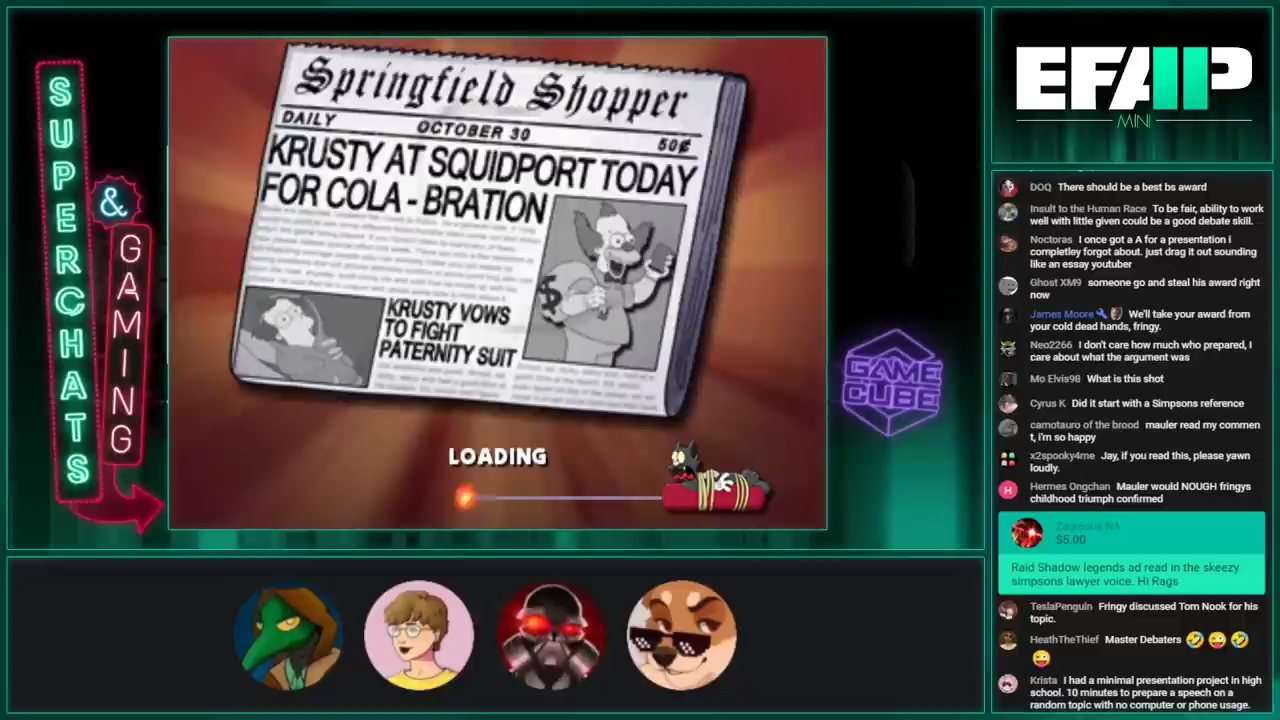 SUPERCHATS
&
GAMING
Springfield Shopper
DAILY
OCTOBER 30
50¢
KRUSTY AT SQUIDPORT TODAY
FOR COLA - BRATION
KRUSTY VOWS
TO FIGHT
PATERNITY SUIT
LOADING
GAME
CUBE
EFAP
MINI
DOQ There should be a best bs award
Insult to the Human Race To be fair, ability to work
well with little given could be a good debate skill.
Noctoras I once got a A for a presentation i
completley forgot about. just drag it out sounding
like an essay youtuber
Ghost XM9 someone go and steal his award right
now
James Moore We'll take your award from
your cold dead hands, fringy.
Neo2266 I don't care how much who prepared, I
care about what the argument was
Mo Elvis98 What is this shot
Cyrus K Did it start with a Simpsons reference
camotauro of the brood mauler read my commen
t, i'm so happy
x2spooky4me Jay, if you read this, please yawn
loudly.
Hermes Ongchan Mauler would NOUGH fringys
childhood triumph confirmed
Zagreous NA
$5.00
Raid Shadow legends ad read in the skeezy
simpsons lawyer voice. Hi Rags
TeslaPenguin Fringy discussed Tom Nook for his
topic.
HeathTheThief Master Debaters 🤣😜🤣
😜
Krista I had a minimal presentation project in high
school. 10 minutes to prepare a speech on a
random topic with no computer or phone usage.